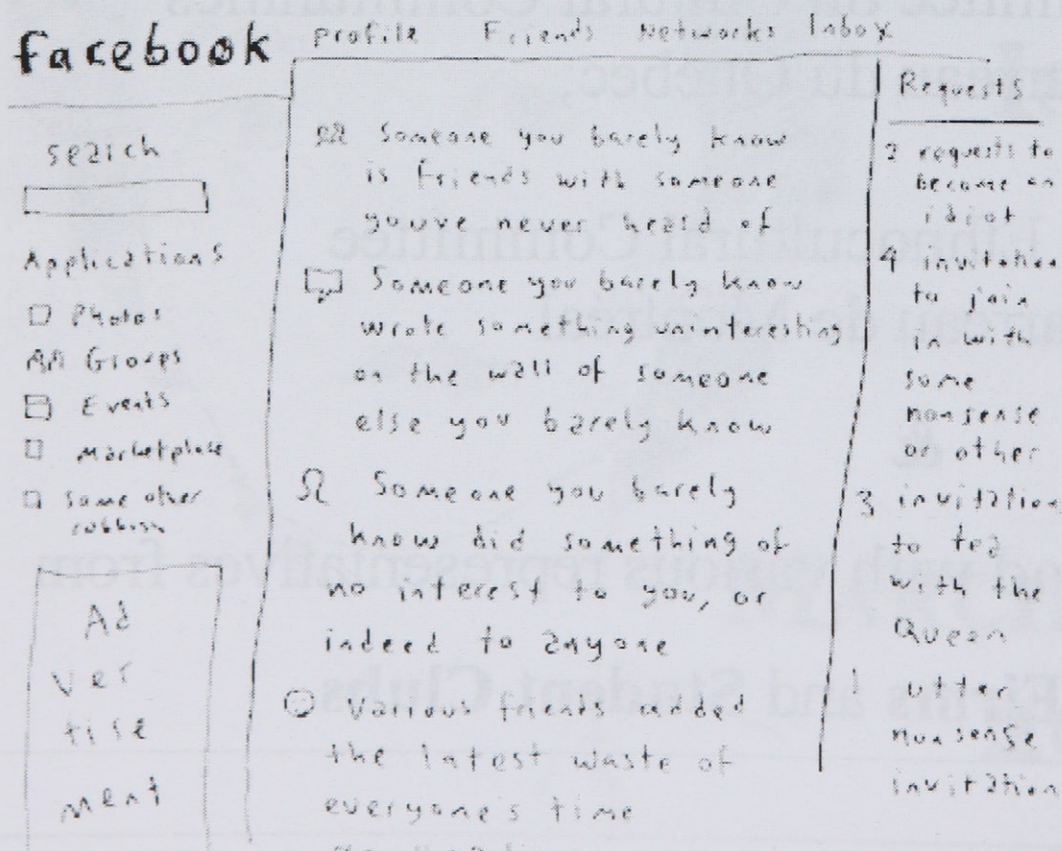 facebook
Profile Friends Networks Inbox
search
Applications
Photos
Groups
Events
Marketplace
Some other
rubbish
Ad
ver
tise
ment
Someone you barely know
is friends with someone
youve never heard of
Someone you barely know
wrote something uninteresting
on the wall of someone
else you barely know
Someone you barely
know did something of
no interest to you, or
indeed to anyone
Various friends added
the latest waste of
everyone's time
Requests
2 requests to
become an
idiot
4 invitation
to join
in with
some
nonsense
or other
3 invitation
to tea
with the
Queen
1 utter
nonsense
invitation